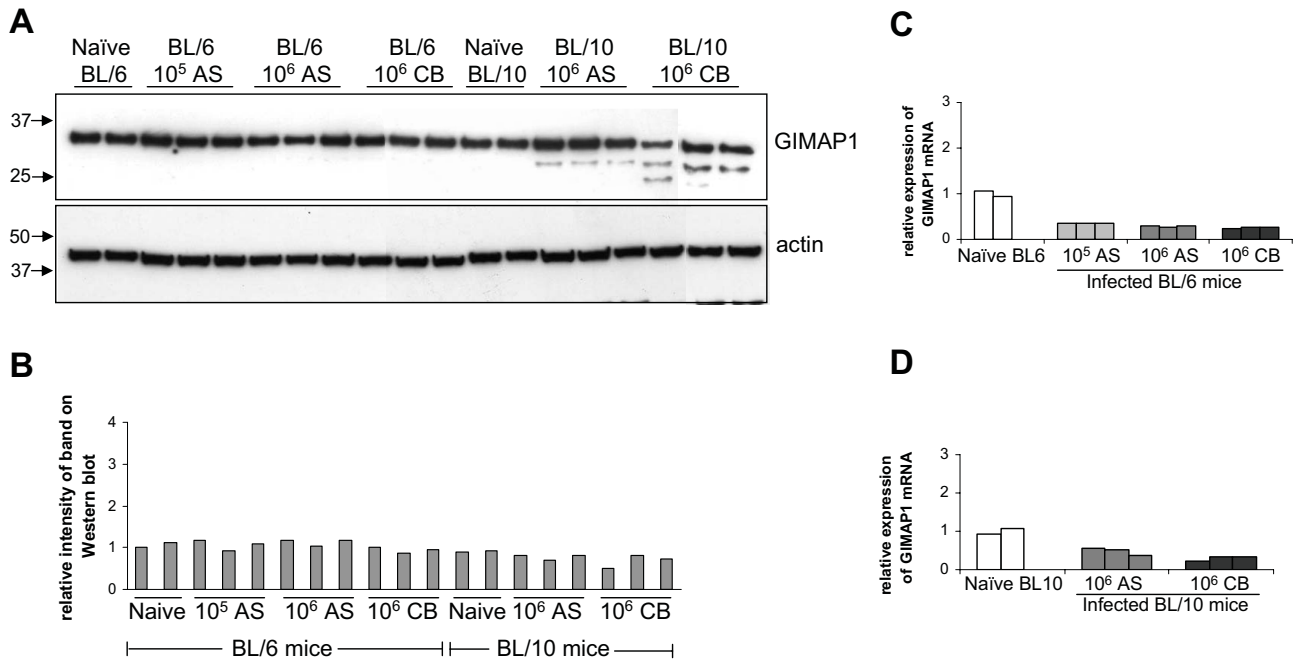 A
Naïve BL/6 BL/6 BL/6 Naïve BL/10 BL/10
BL/6 10⁵ AS 10⁶ AS 10⁶ CB BL/10 10⁶ AS 10⁶ CB
37
25
GIMAP1
50
37
actin
B
relative intensity of band on
Western blot
4
3
2
1
0
Naive 10⁵ AS 10⁶ AS 10⁶ CB Naive 10⁶ AS 10⁶ CB
BL/6 mice BL/10 mice
C
relative expression of
GIMAP1 mRNA
3
2
1
0
Naïve BL6 10⁵ AS 10⁶ AS 10⁶ CB
Infected BL/6 mice
D
relative expression
of GIMAP1 mRNA
3
2
1
0
Naïve BL10 10⁶ AS 10⁶ CB
Infected BL/10 mice